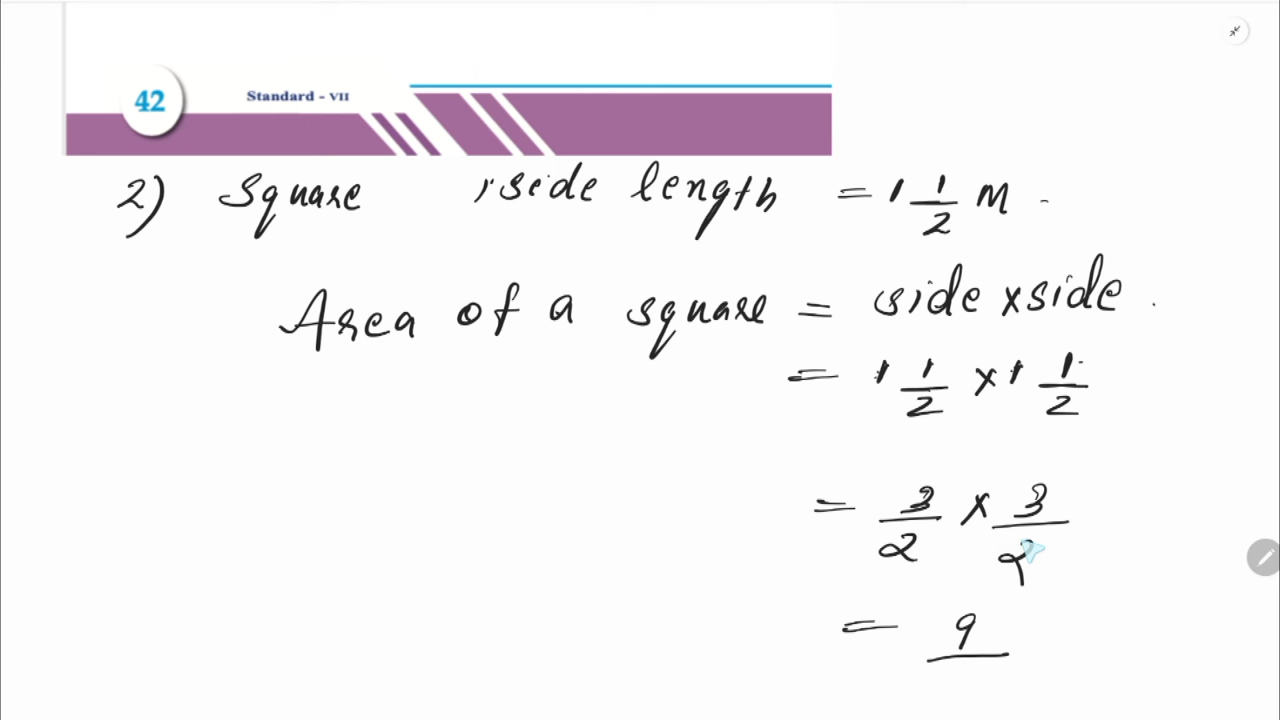 42 Standard - VII
2) Square side length = 1 1/2 m.
Area of a square = side × side.
= 1 1/2 × 1 1/2
= 3/2 × 3/2
= 9